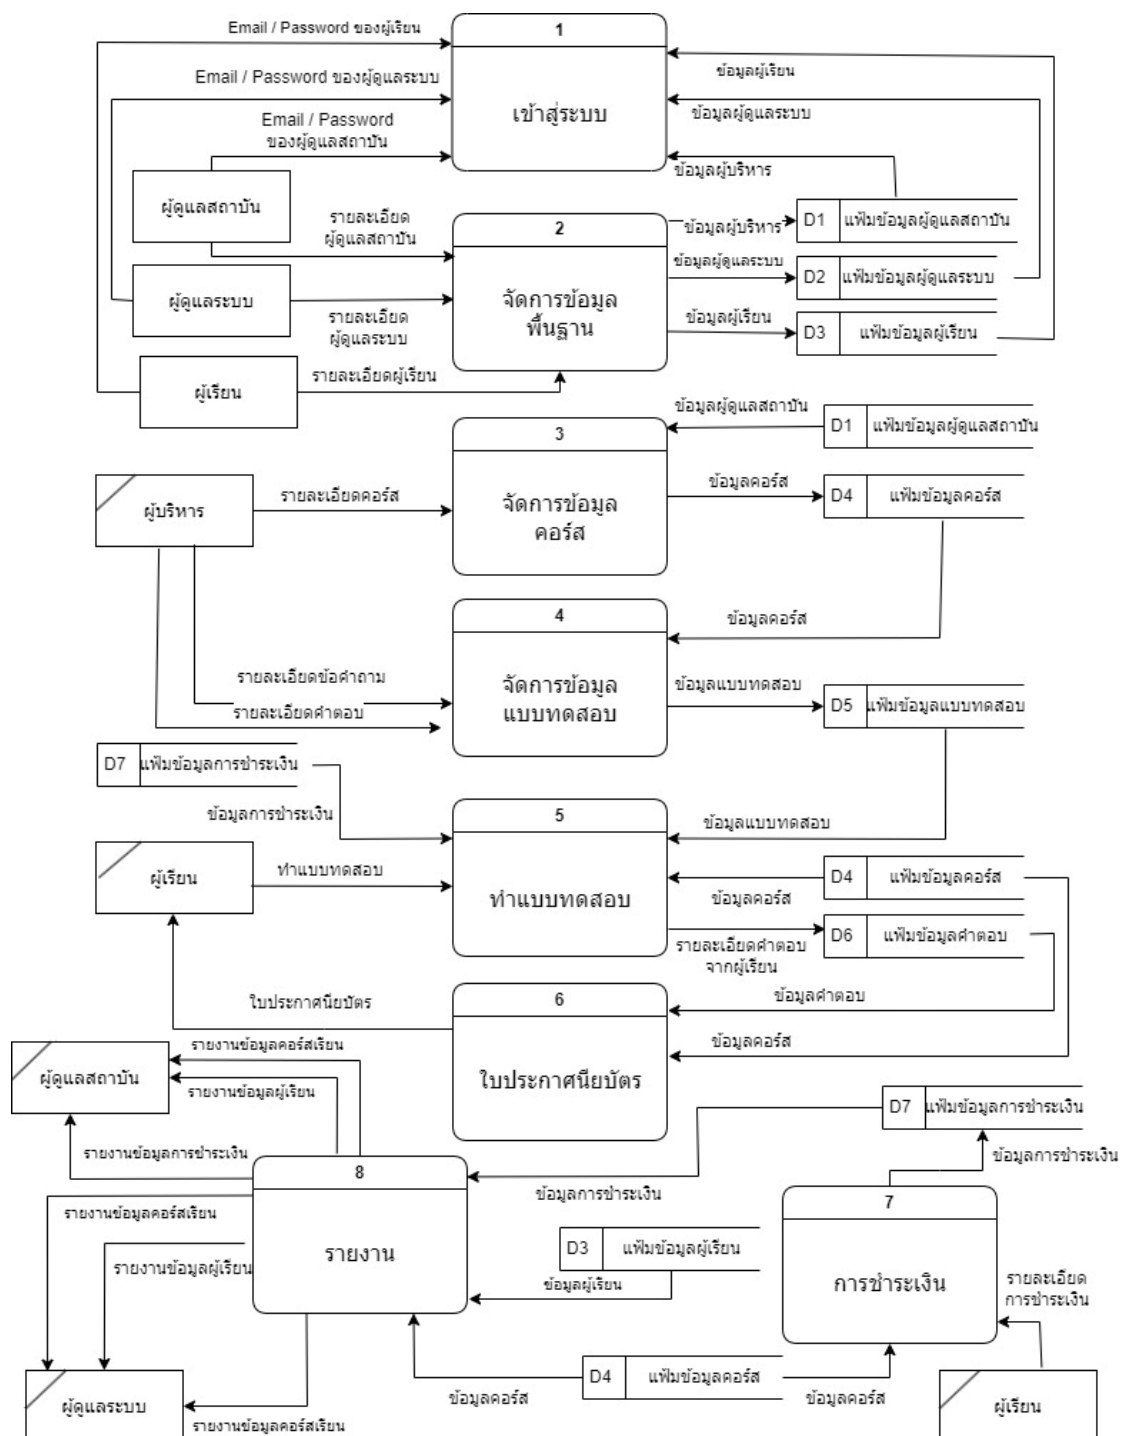 Email / Password ของผู้เรียน
1
ข้อมูลผู้เรียน
Email / Password ของผู้ดูแลระบบ
เข้าสู่ระบบ
ข้อมูลผู้ดูแลระบบ
Email / Password
ของผู้ดูแลสถาบัน
ข้อมูลผู้บริหาร
ผู้ดูแลสถาบัน
รายละเอียด
ผู้ดูแลสถาบัน
2
ข้อมูลผู้บริหาร
D1 แฟ้มข้อมูลผู้ดูแลสถาบัน
ข้อมูลผู้ดูแลระบบ
D2 แฟ้มข้อมูลผู้ดูแลระบบ
ผู้ดูแลระบบ
จัดการข้อมูล
พื้นฐาน
รายละเอียด
ผู้ดูแลระบบ
ข้อมูลผู้เรียน
D3 แฟ้มข้อมูลผู้เรียน
ผู้เรียน
รายละเอียดผู้เรียน
3
ข้อมูลผู้ดูแลสถาบัน
D1 แฟ้มข้อมูลผู้ดูแลสถาบัน
ผู้บริหาร
รายละเอียดคอร์ส
จัดการข้อมูล
คอร์ส
ข้อมูลคอร์ส
D4 แฟ้มข้อมูลคอร์ส
4
ข้อมูลคอร์ส
รายละเอียดข้อคำถาม
รายละเอียดคำตอบ
จัดการข้อมูล
แบบทดสอบ
ข้อมูลแบบทดสอบ
D5 แฟ้มข้อมูลแบบทดสอบ
D7 แฟ้มข้อมูลการชำระเงิน
ข้อมูลการชำระเงิน
5
ข้อมูลแบบทดสอบ
ผู้เรียน
ทำแบบทดสอบ
ทำแบบทดสอบ
D4 แฟ้มข้อมูลคอร์ส
ข้อมูลคอร์ส
D6 แฟ้มข้อมูลคำตอบ
รายละเอียดคำตอบ
จากผู้เรียน
ใบประกาศนียบัตร
6
ข้อมูลคำตอบ
ข้อมูลคอร์ส
ใบประกาศนียบัตร
รายงานข้อมูลคอร์สเรียน
ผู้ดูแลสถาบัน
รายงานข้อมูลผู้เรียน
D7 แฟ้มข้อมูลการชำระเงิน
รายงานข้อมูลการชำระเงิน
ข้อมูลการชำระเงิน
8
ข้อมูลการชำระเงิน
7
รายงานข้อมูลคอร์สเรียน
รายงาน
D3 แฟ้มข้อมูลผู้เรียน
รายงานข้อมูลผู้เรียน
ข้อมูลผู้เรียน
การชำระเงิน
รายละเอียด
การชำระเงิน
D4 แฟ้มข้อมูลคอร์ส
ข้อมูลคอร์ส
ข้อมูลคอร์ส
ผู้ดูแลระบบ
รายงานข้อมูลคอร์สเรียน
ผู้เรียน